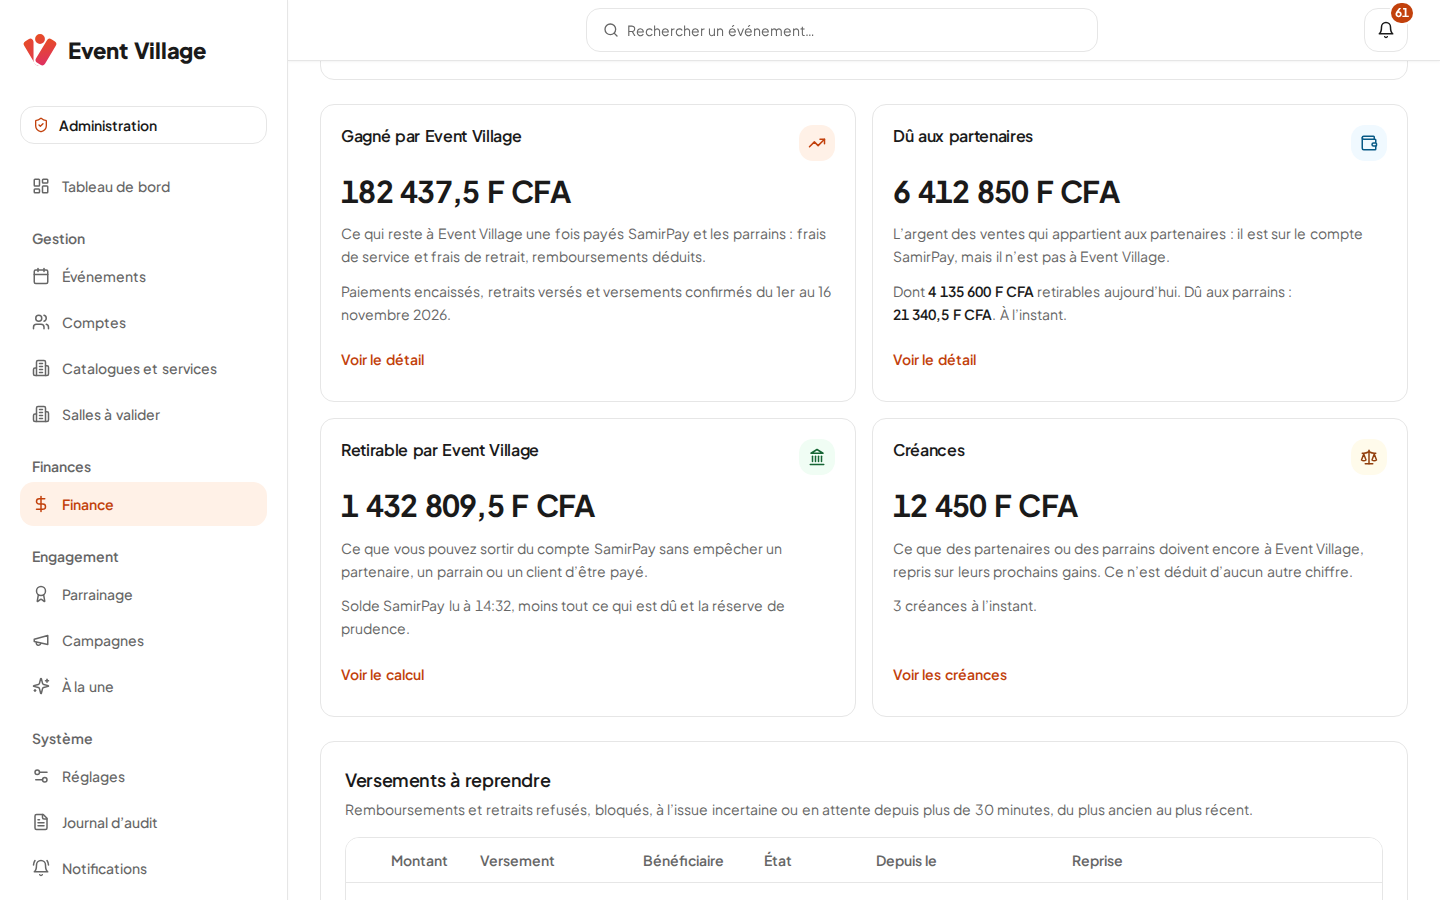 Event Village
Rechercher un événement…
61
Administration
Tableau de bord
Gestion
Événements
Comptes
Catalogues et services
Salles à valider
Finances
Finance
Engagement
Parrainage
Campagnes
À la une
Système
Réglages
Journal d’audit
Notifications
Gagné par Event Village
182 437,5 F CFA
Ce qui reste à Event Village une fois payés SamirPay et les parrains : frais
de service et frais de retrait, remboursements déduits.
Paiements encaissés, retraits versés et versements confirmés du 1er au 16
novembre 2026.
Voir le détail
Dû aux partenaires
6 412 850 F CFA
L’argent des ventes qui appartient aux partenaires : il est sur le compte
SamirPay, mais il n’est pas à Event Village.
Dont 4 135 600 F CFA retirables aujourd’hui. Dû aux parrains :
21 340,5 F CFA. À l’instant.
Voir le détail
Retirable par Event Village
1 432 809,5 F CFA
Ce que vous pouvez sortir du compte SamirPay sans empêcher un
partenaire, un parrain ou un client d’être payé.
Solde SamirPay lu à 14:32, moins tout ce qui est dû et la réserve de
prudence.
Voir le calcul
Créances
12 450 F CFA
Ce que des partenaires ou des parrains doivent encore à Event Village,
repris sur leurs prochains gains. Ce n’est déduit d’aucun autre chiffre.
3 créances à l’instant.
Voir les créances
Versements à reprendre
Remboursements et retraits refusés, bloqués, à l’issue incertaine ou en attente depuis plus de 30 minutes, du plus ancien au plus récent.
Montant Versement Bénéficiaire État Depuis le Reprise